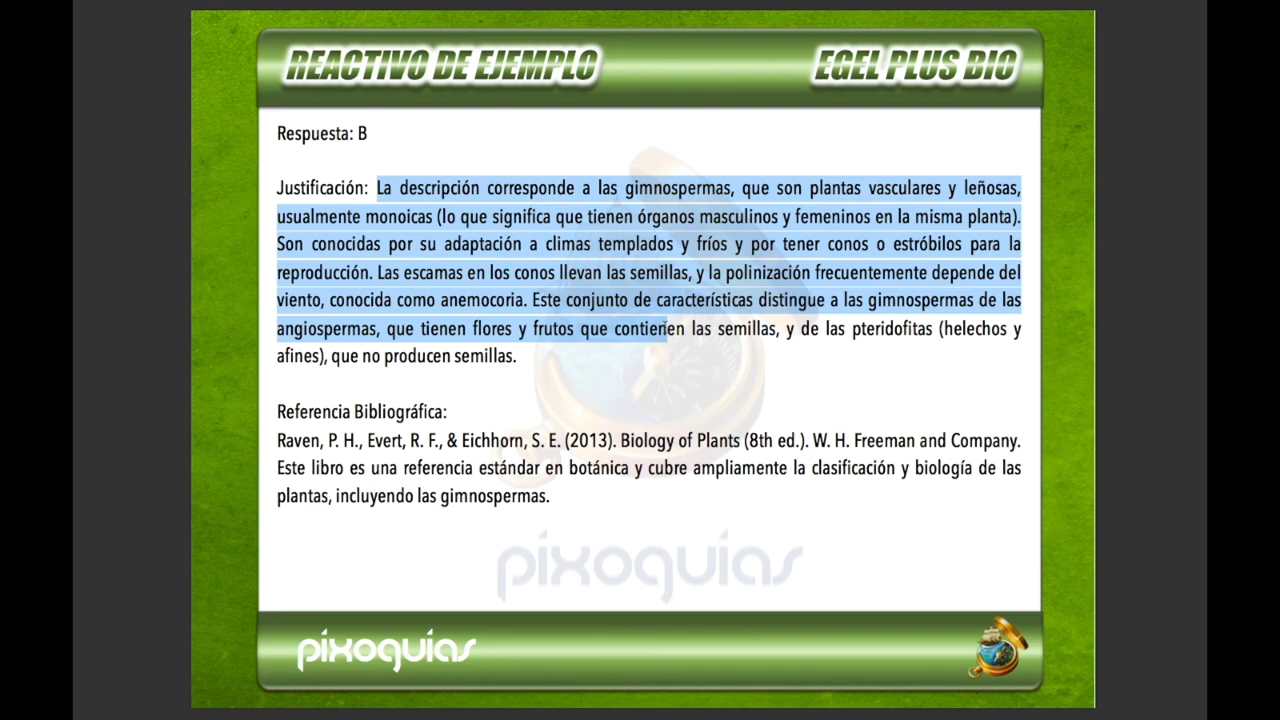 REACTIVO DE EJEMPLO
EGEL PLUS BIO
Respuesta: B
Justificación: La descripción corresponde a las gimnospermas, que son plantas vasculares y leñosas,
usualmente monoicas (lo que significa que tienen órganos masculinos y femeninos en la misma planta).
Son conocidas por su adaptación a climas templados y fríos y por tener conos o estróbilos para la
reproducción. Las escamas en los conos llevan las semillas, y la polinización frecuentemente depende del
viento, conocida como anemocoria. Este conjunto de características distingue a las gimnospermas de las
angiospermas, que tienen flores y frutos que contienen las semillas, y de las pteridofitas (helechos y
afines), que no producen semillas.
Referencia Bibliográfica:
Raven, P. H., Evert, R. F., & Eichhorn, S. E. (2013). Biology of Plants (8th ed.). W. H. Freeman and Company.
Este libro es una referencia estándar en botánica y cubre ampliamente la clasificación y biología de las
plantas, incluyendo las gimnospermas.
pixoguias
pixoguias